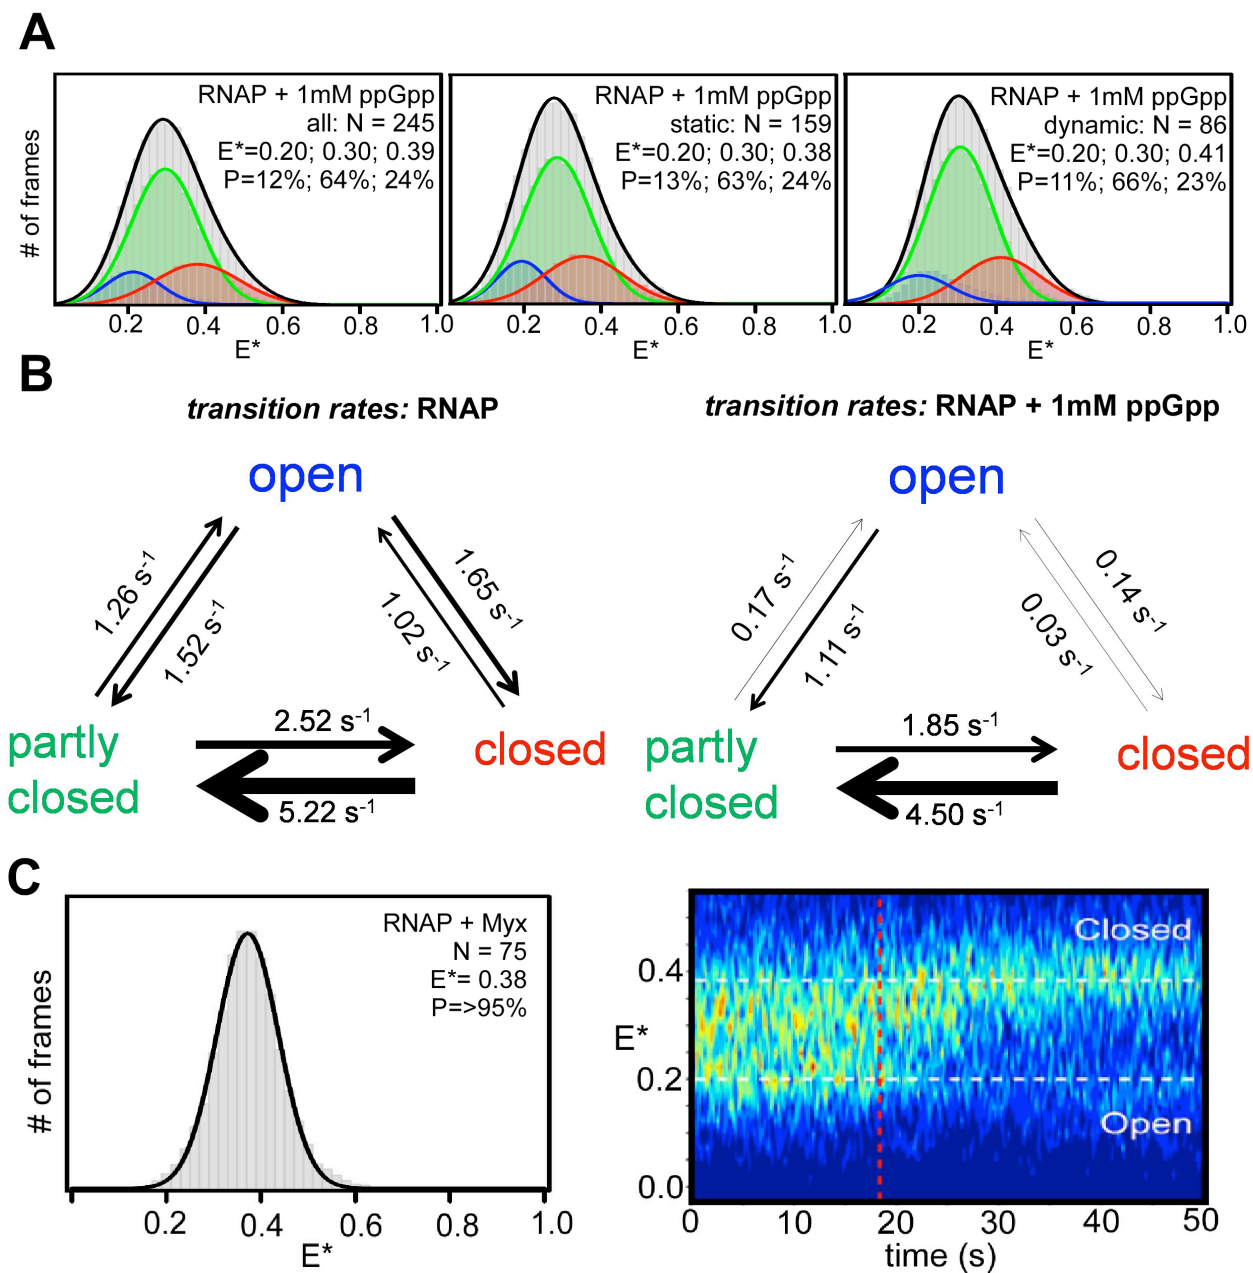 A
RNAP + 1mM ppGpp
all: N = 245
E*=0.20; 0.30; 0.39
P=12%; 64%; 24%
# of frames
0.2 0.4 0.6 0.8 1.0
E*
RNAP + 1mM ppGpp
static: N = 159
E*=0.20; 0.30; 0.38
P=13%; 63%; 24%
0.2 0.4 0.6 0.8 1.0
E*
RNAP + 1mM ppGpp
dynamic: N = 86
E*=0.20; 0.30; 0.41
P=11%; 66%; 23%
0.2 0.4 0.6 0.8 1.0
E*
B
transition rates: RNAP
open
1.26 s⁻¹
1.52 s⁻¹
1.65 s⁻¹
1.02 s⁻¹
partly
closed
2.52 s⁻¹
5.22 s⁻¹
closed
transition rates: RNAP + 1mM ppGpp
open
0.17 s⁻¹
1.11 s⁻¹
0.14 s⁻¹
0.03 s⁻¹
partly
closed
1.85 s⁻¹
4.50 s⁻¹
closed
C
RNAP + Myx
N = 75
E*= 0.38
P=>95%
# of frames
0.2 0.4 0.6 0.8 1.0
E*
Closed
0.4
E*
0.2
Open
0.0
0 10 20 30 40 50
time (s)